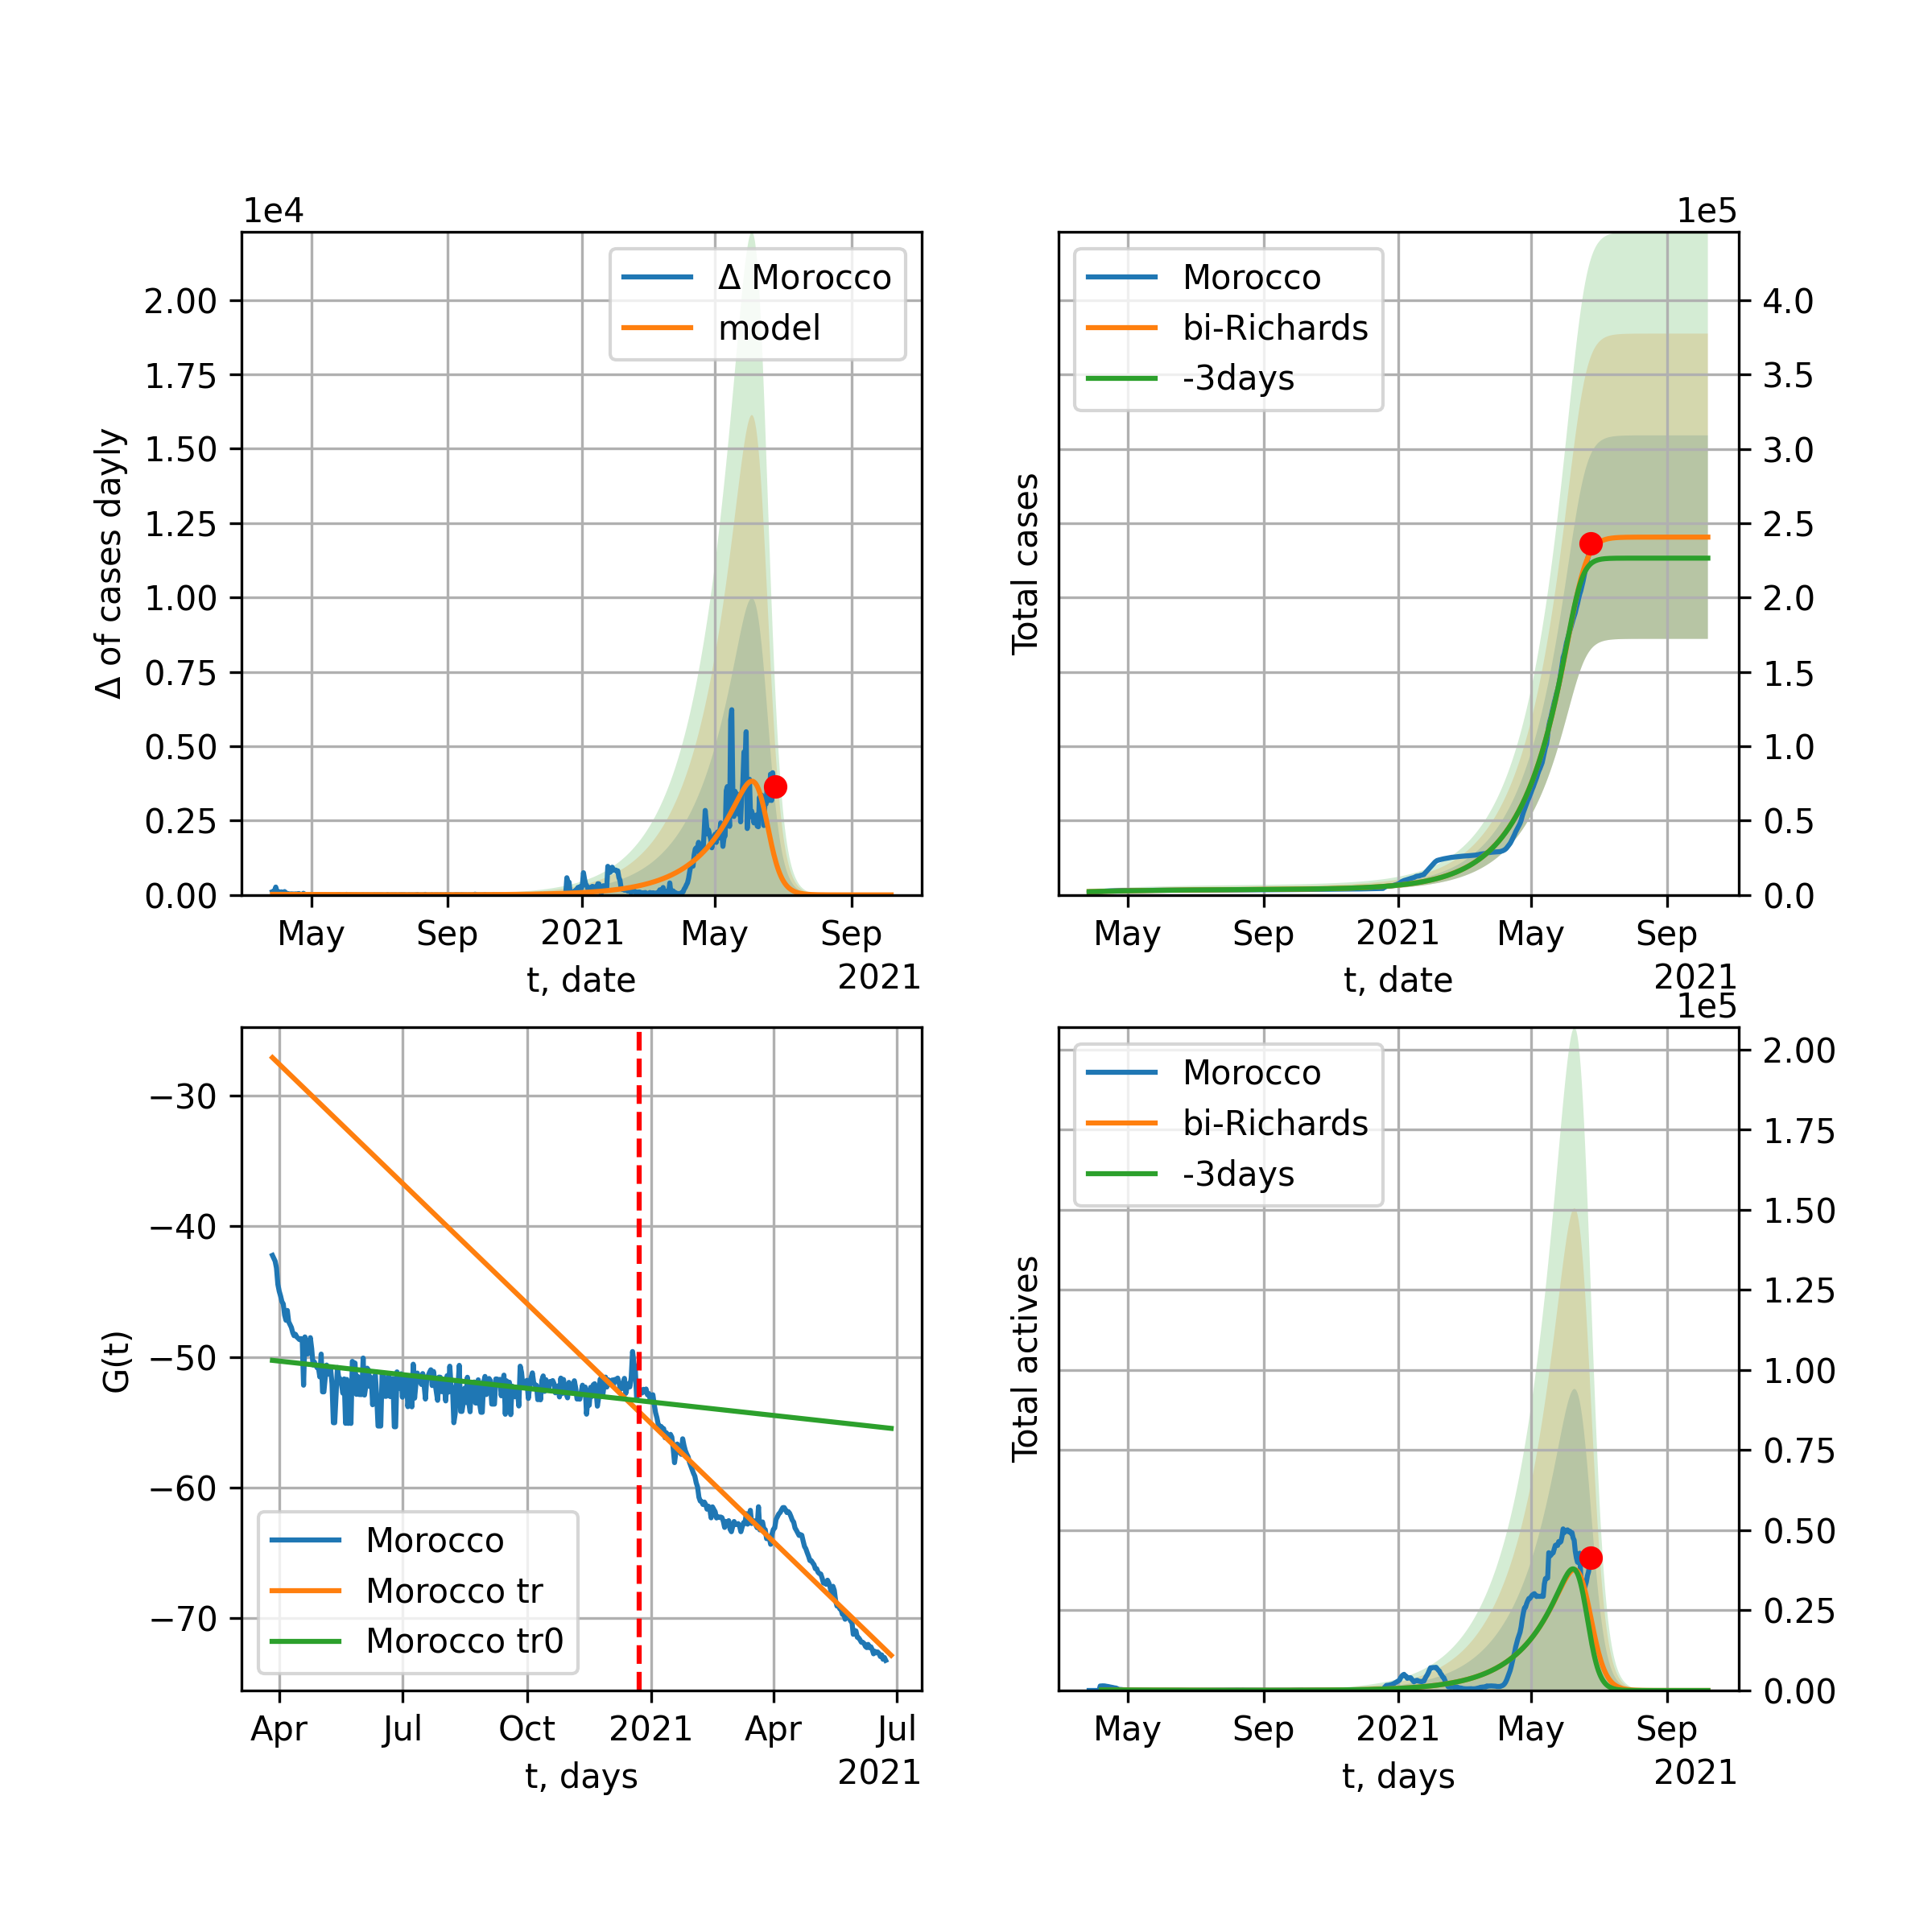 1e4
Δ Morocco
model
2.00
1.75
1.50
1.25
1.00
0.75
0.50
0.25
0.00
Δ of cases dayly
May Sep 2021 May Sep
2021
t, date
1e5
Morocco
bi-Richards
-3days
4.0
3.5
3.0
2.5
2.0
1.5
1.0
0.5
0.0
Total cases
May Sep 2021 May Sep
2021
t, date
−30
−40
−50
−60
−70
G(t)
Morocco
Morocco tr
Morocco tr0
Apr Jul Oct 2021 Apr Jul
2021
t, days
1e5
Morocco
bi-Richards
-3days
2.00
1.75
1.50
1.25
1.00
0.75
0.50
0.25
0.00
Total actives
May Sep 2021 May Sep
2021
t, days